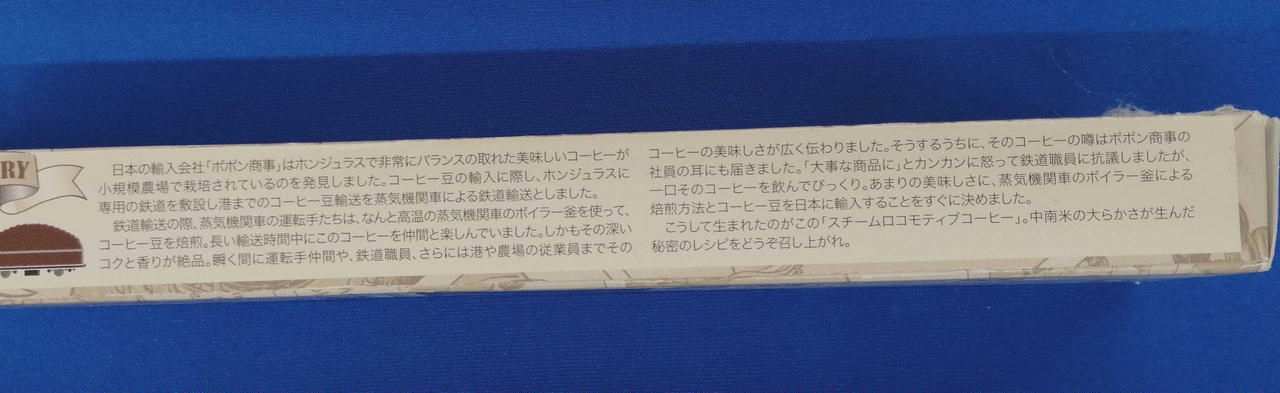 RY
日本の輸入会社「ポポン商事」はホンジュラスで非常にバランスの取れた美味しいコーヒーが
小規模農場で栽培されているのを発見しました。コーヒー豆の輸入に際し、ホンジュラスに
専用の鉄道を敷設し港までのコーヒー豆輸送を蒸気機関車による鉄道輸送としました。
鉄道輸送の際、蒸気機関車の運転手たちは、なんと高温の蒸気機関車のボイラー釜を使って、
コーヒー豆を焙煎。長い輸送時間中にこのコーヒーを仲間と楽しんでいました。しかもその深い
コクと香りが絶品。瞬く間に運転手仲間や、鉄道職員、さらには港や農場の従業員までその
コーヒーの美味しさが広く伝わりました。そうするうちに、そのコーヒーの噂はポポン商事の
社員の耳にも届きました。「大事な商品に」とカンカンに怒って鉄道職員に抗議しましたが、
一口そのコーヒーを飲んでびっくり。あまりの美味しさに、蒸気機関車のボイラー釜による
焙煎方法とコーヒー豆を日本に輸入することをすぐに決めました。
こうして生まれたのがこの「スチームロコモティブコーヒー」。中南米の大らかさが生んだ
秘密のレシピをどうぞ召し上がれ。